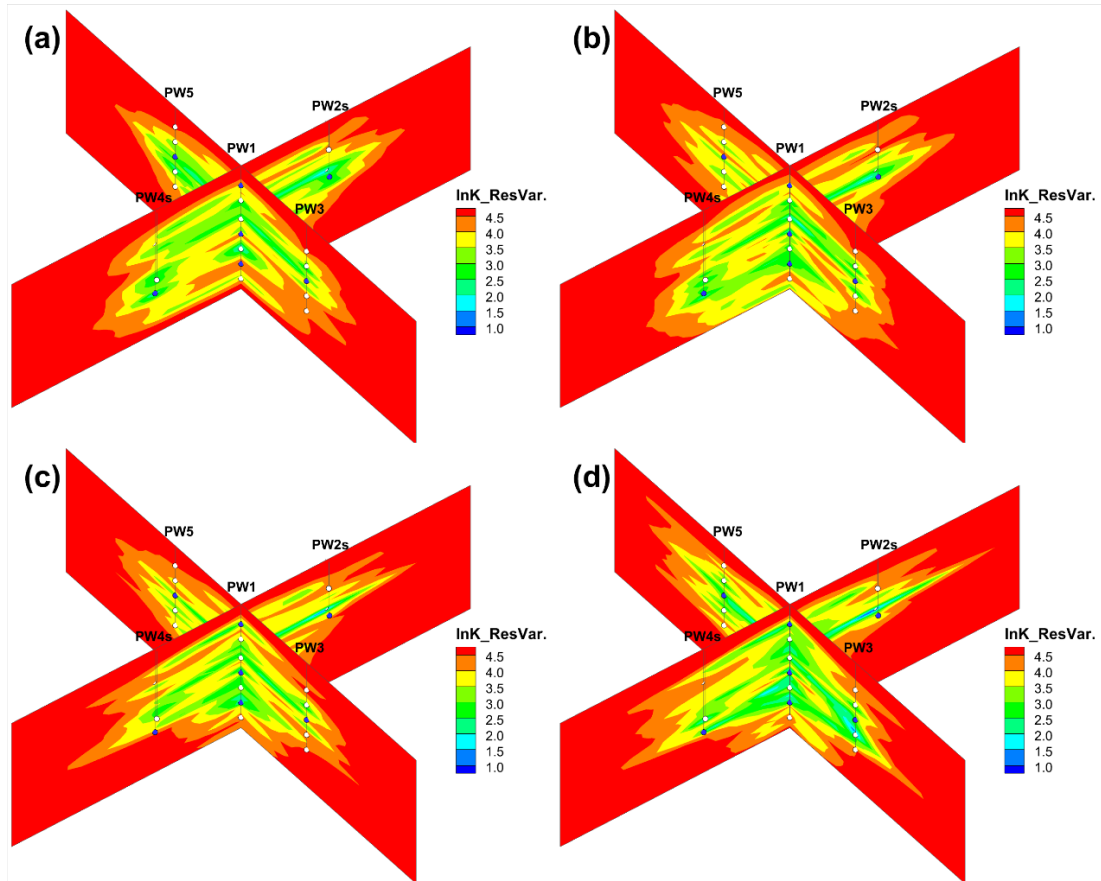 (a)
PW5
PW2s
PW1
PW4s
PW3
lnK_ResVar.
4.5
4.0
3.5
3.0
2.5
2.0
1.5
1.0
(b)
PW5
PW2s
PW1
PW4s
PW3
lnK_ResVar.
4.5
4.0
3.5
3.0
2.5
2.0
1.5
1.0
(c)
PW5
PW2s
PW1
PW4s
PW3
lnK_ResVar.
4.5
4.0
3.5
3.0
2.5
2.0
1.5
1.0
(d)
PW5
PW2s
PW1
PW4s
PW3
lnK_ResVar.
4.5
4.0
3.5
3.0
2.5
2.0
1.5
1.0